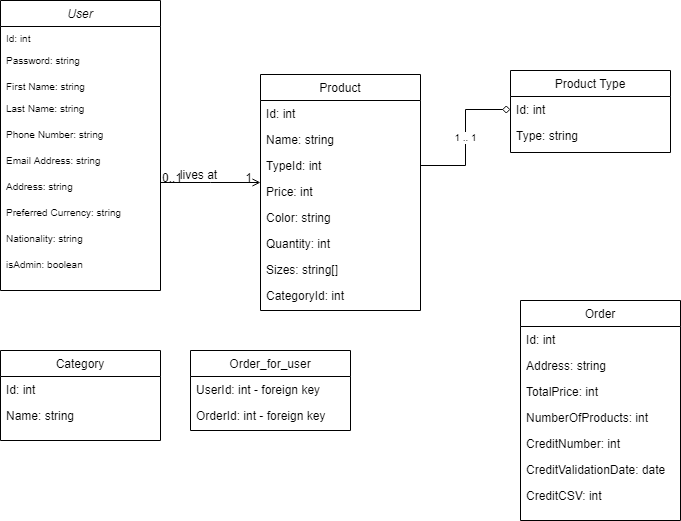 User
Id: int
Password: string
First Name: string
Last Name: string
Phone Number: string
Email Address: string
Address: string
Preferred Currency: string
Nationality: string
isAdmin: boolean
0..1
lives at
1
Product
Id: int
Name: string
TypeId: int
Price: int
Color: string
Quantity: int
Sizes: string[]
CategoryId: int
1 .. 1
Product Type
Id: int
Type: string
Category
Id: int
Name: string
Order_for_user
UserId: int - foreign key
OrderId: int - foreign key
Order
Id: int
Address: string
TotalPrice: int
NumberOfProducts: int
CreditNumber: int
CreditValidationDate: date
CreditCSV: int